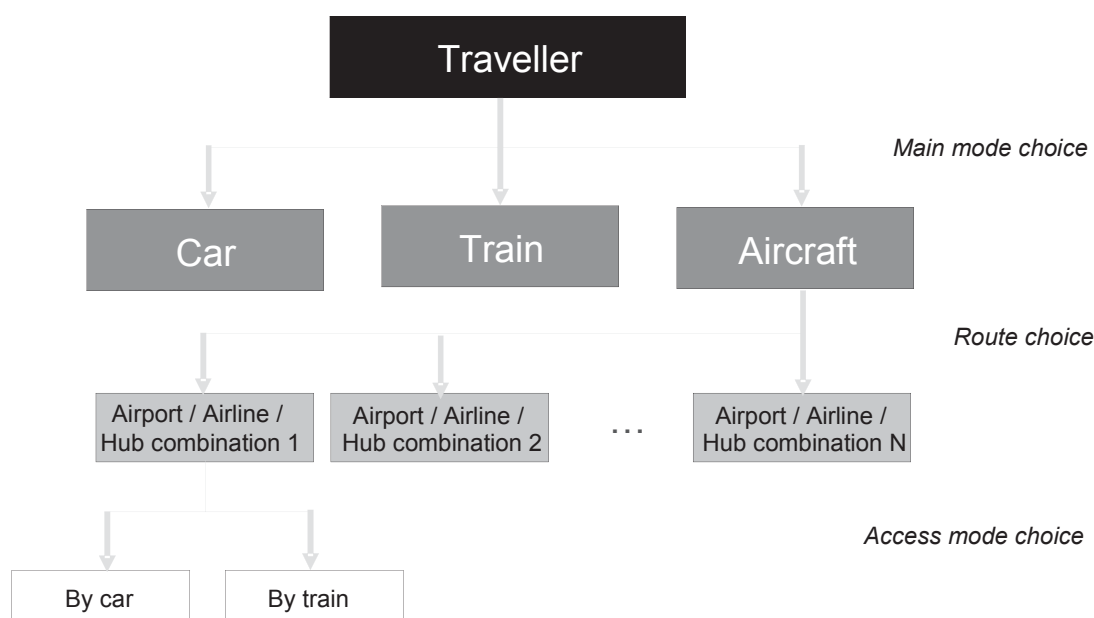 Traveller
Main mode choice
Car
Train
Aircraft
Route choice
Airport / Airline /
Hub combination 1
Airport / Airline /
Hub combination 2
...
Airport / Airline /
Hub combination N
Access mode choice
By car
By train